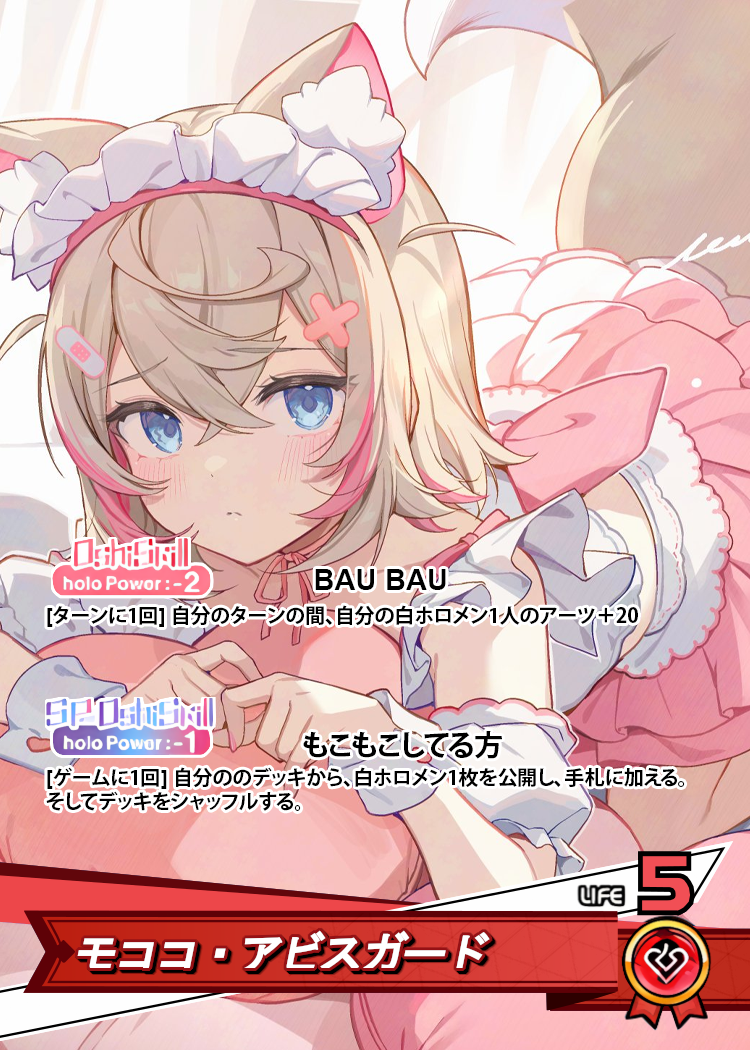 Oshi Skill
holo Power :-2
BAU BAU
[ターンに1回] 自分のターンの間、自分の白ホロメン1人のアーツ＋20
SP Oshi Skill
holo Power :-1
もこもこしてる方
[ゲームに1回] 自分ののデッキから、白ホロメン1枚を公開し、手札に加える。
そしてデッキをシャッフルする。
LIFE 5
モココ・アビスガード